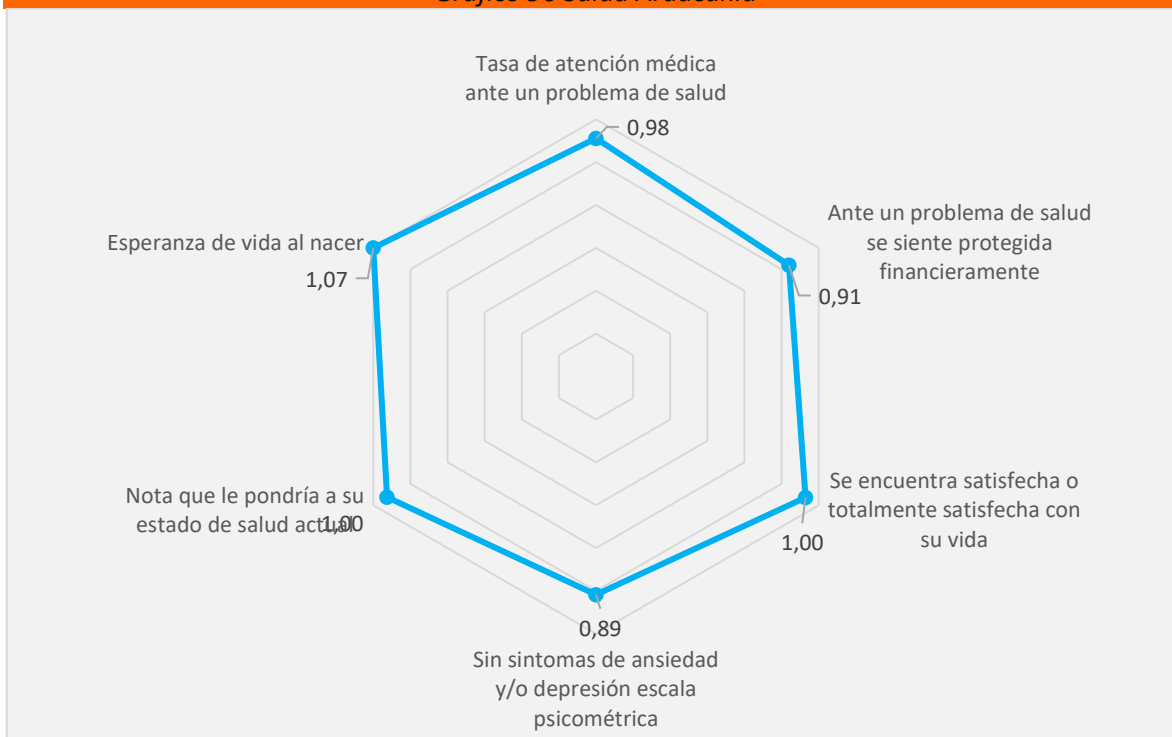 Tasa de atención médica
ante un problema de salud
0,98
Ante un problema de salud
se siente protegida
financieramente
0,91
Esperanza de vida al nacer
1,07
Se encuentra satisfecha o
totalmente satisfecha con
su vida
1,00
Nota que le pondría a su
estado de salud actual
1,00
0,89
Sin sintomas de ansiedad
y/o depresión escala
psicométrica